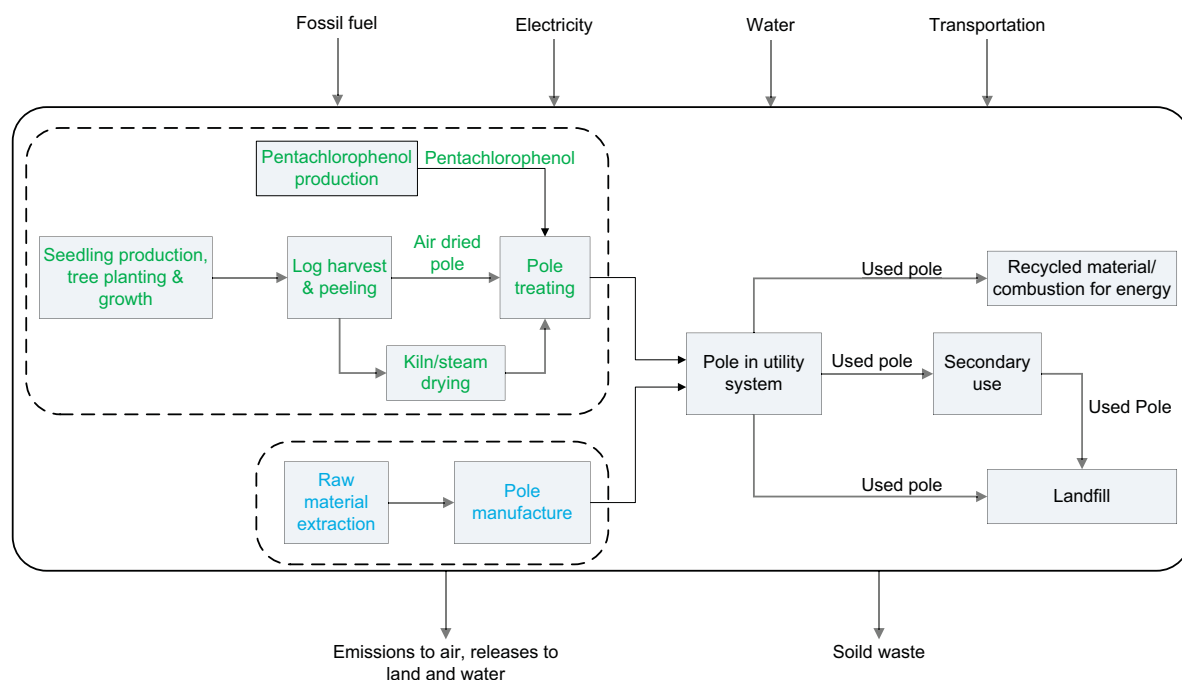 Fossil fuel
Electricity
Water
Transportation
Pentachlorophenol
production
Pentachlorophenol
Seedling production,
tree planting &
growth
Log harvest
& peeling
Air dried
pole
Pole
treating
Kiln/steam
drying
Raw
material
extraction
Pole
manufacture
Pole in utility
system
Used pole
Recycled material/
combustion for energy
Used pole
Secondary
use
Used Pole
Used pole
Landfill
Emissions to air, releases to
land and water
Soild waste